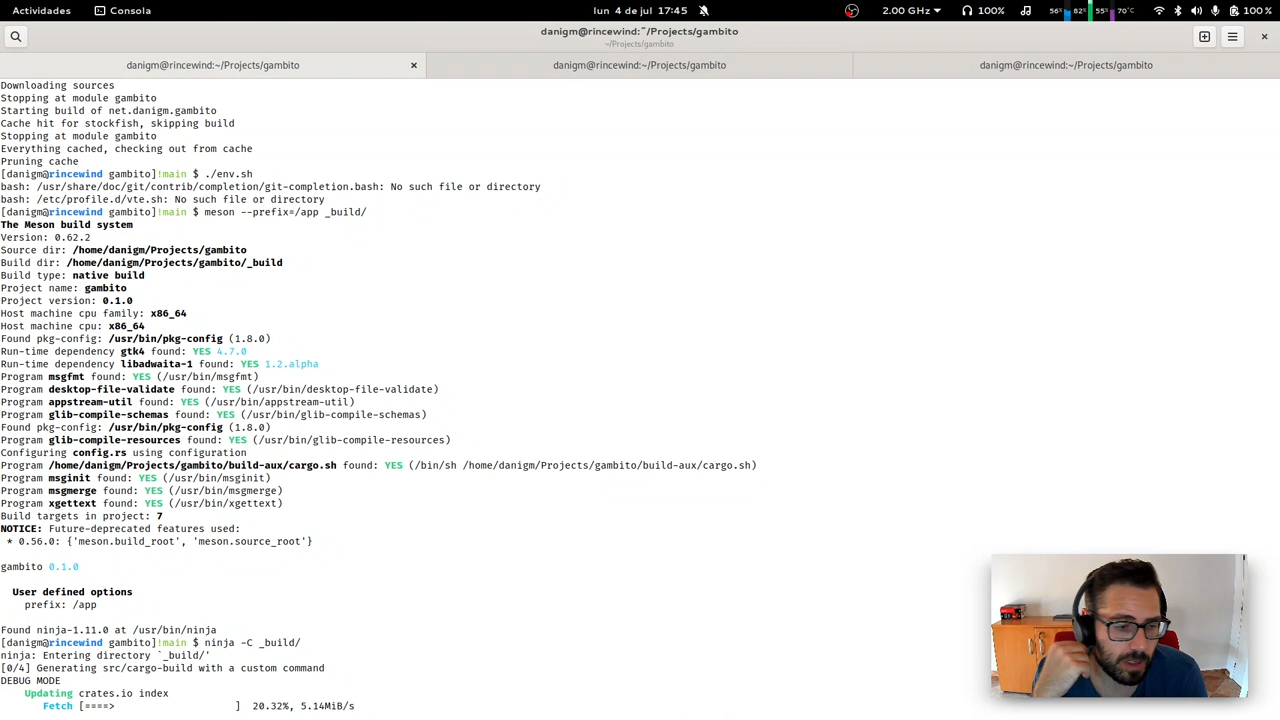 Actividades
Consola
lun 4 de jul 17:45
2.00 GHz
100%
56%
82%
55%
70°C
100 %
danigm@rincewind:~/Projects/gambito
~/Projects/gambito
danigm@rincewind:~/Projects/gambito
danigm@rincewind:~/Projects/gambito
danigm@rincewind:~/Projects/gambito
Downloading sources
Stopping at module gambito
Starting build of net.danigm.gambito
Cache hit for stockfish, skipping build
Stopping at module gambito
Everything cached, checking out from cache
Pruning cache
[danigm@rincewind gambito]!main $ ./env.sh
bash: /usr/share/doc/git/contrib/completion/git-completion.bash: No such file or directory
bash: /etc/profile.d/vte.sh: No such file or directory
[danigm@rincewind gambito]!main $ meson --prefix=/app _build/
The Meson build system
Version: 0.62.2
Source dir: /home/danigm/Projects/gambito
Build dir: /home/danigm/Projects/gambito/_build
Build type: native build
Project name: gambito
Project version: 0.1.0
Host machine cpu family: x86_64
Host machine cpu: x86_64
Found pkg-config: /usr/bin/pkg-config (1.8.0)
Run-time dependency gtk4 found: YES 4.7.0
Run-time dependency libadwaita-1 found: YES 1.2.alpha
Program msgfmt found: YES (/usr/bin/msgfmt)
Program desktop-file-validate found: YES (/usr/bin/desktop-file-validate)
Program appstream-util found: YES (/usr/bin/appstream-util)
Program glib-compile-schemas found: YES (/usr/bin/glib-compile-schemas)
Found pkg-config: /usr/bin/pkg-config (1.8.0)
Program glib-compile-resources found: YES (/usr/bin/glib-compile-resources)
Configuring config.rs using configuration
Program /home/danigm/Projects/gambito/build-aux/cargo.sh found: YES (/bin/sh /home/danigm/Projects/gambito/build-aux/cargo.sh)
Program msginit found: YES (/usr/bin/msginit)
Program msgmerge found: YES (/usr/bin/msgmerge)
Program xgettext found: YES (/usr/bin/xgettext)
Build targets in project: 7
NOTICE: Future-deprecated features used:
* 0.56.0: {'meson.build_root', 'meson.source_root'}
gambito 0.1.0
User defined options
prefix: /app
Found ninja-1.11.0 at /usr/bin/ninja
[danigm@rincewind gambito]!main $ ninja -C _build/
ninja: Entering directory `_build/'
[0/4] Generating src/cargo-build with a custom command
DEBUG MODE
Updating crates.io index
Fetch [====> ] 20.32%, 5.14MiB/s